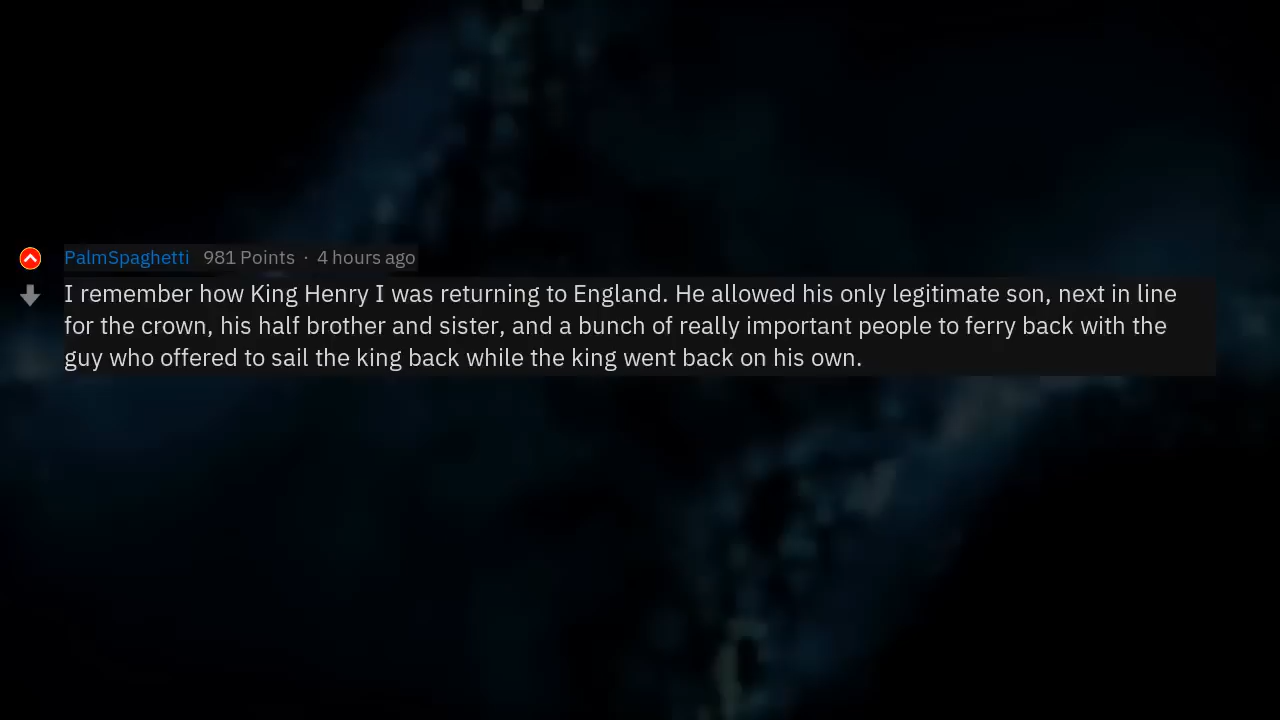 PalmSpaghetti 981 Points · 4 hours ago
I remember how King Henry I was returning to England. He allowed his only legitimate son, next in line
for the crown, his half brother and sister, and a bunch of really important people to ferry back with the
guy who offered to sail the king back while the king went back on his own.